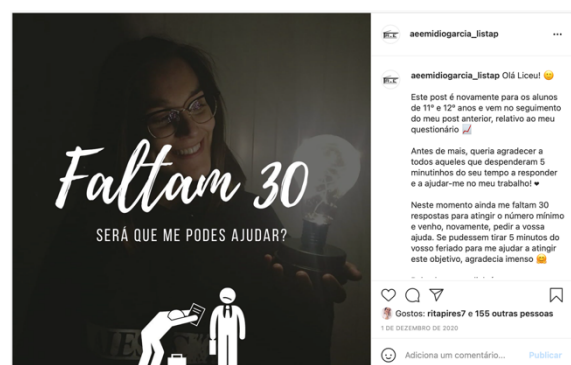 Faltam 30
SERÁ QUE ME PODES AJUDAR?
aeemidiogarcia_listap
aeemidiogarcia_listap Olá Liceu! 🙂
Este post é novamente para os alunos
de 11º e 12º anos e vem no seguimento
do meu post anterior, relativo ao meu
questionário 📈
Antes de mais, queria agradecer a
todos aqueles que despenderam 5
minutinhos do seu tempo a responder
e a ajudar-me no meu trabalho! ❤
Neste momento ainda me faltam 30
respostas para atingir o número mínimo
e venho, novamente, pedir a vossa
ajuda. Se pudessem tirar 5 minutos do
vosso feriado para me ajudar a atingir
este objetivo, agradecia imenso 🤗
Gostos: ritapires7 e 155 outras pessoas
1 DE DEZEMBRO DE 2020
Adiciona um comentário... Publicar